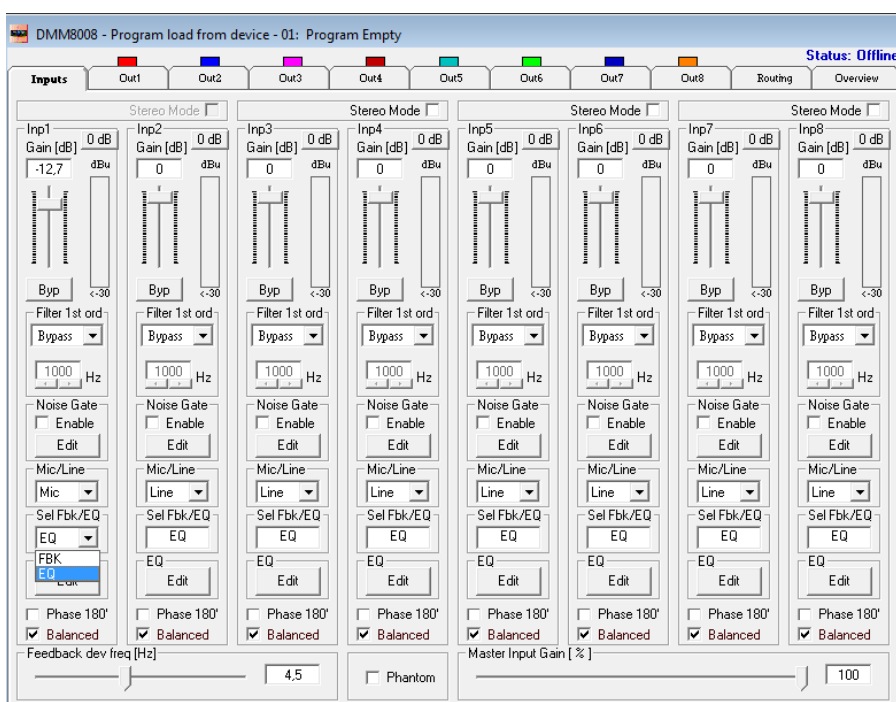 DMM8008 - Program load from device - 01: Program Empty
Status: Offline
Inputs Out1 Out2 Out3 Out4 Out5 Out6 Out7 Out8 Routing Overview
Stereo Mode Stereo Mode Stereo Mode Stereo Mode
Inp1 Inp2 Inp3 Inp4 Inp5 Inp6 Inp7 Inp8
Gain [dB] 0 dB Gain [dB] 0 dB Gain [dB] 0 dB Gain [dB] 0 dB Gain [dB] 0 dB Gain [dB] 0 dB Gain [dB] 0 dB Gain [dB] 0 dB
-12,7 dBu 0 dBu 0 dBu 0 dBu 0 dBu 0 dBu 0 dBu 0 dBu
Byp <-30 Byp <-30 Byp <-30 Byp <-30 Byp <-30 Byp <-30 Byp <-30 Byp <-30
Filter 1st ord Filter 1st ord Filter 1st ord Filter 1st ord Filter 1st ord Filter 1st ord Filter 1st ord Filter 1st ord
Bypass Bypass Bypass Bypass Bypass Bypass Bypass Bypass
1000 Hz 1000 Hz 1000 Hz 1000 Hz 1000 Hz 1000 Hz 1000 Hz 1000 Hz
Noise Gate Noise Gate Noise Gate Noise Gate Noise Gate Noise Gate Noise Gate Noise Gate
Enable Enable Enable Enable Enable Enable Enable Enable
Edit Edit Edit Edit Edit Edit Edit Edit
Mic/Line Mic/Line Mic/Line Mic/Line Mic/Line Mic/Line Mic/Line Mic/Line
Mic Line Line Line Line Line Line Line
Sel Fbk/EQ Sel Fbk/EQ Sel Fbk/EQ Sel Fbk/EQ Sel Fbk/EQ Sel Fbk/EQ Sel Fbk/EQ Sel Fbk/EQ
EQ EQ EQ EQ EQ EQ EQ EQ
FBK EQ EQ EQ EQ EQ EQ EQ
EQ Edit Edit Edit Edit Edit Edit Edit Edit
Phase 180' Phase 180' Phase 180' Phase 180' Phase 180' Phase 180' Phase 180' Phase 180'
Balanced Balanced Balanced Balanced Balanced Balanced Balanced Balanced
Feedback dev freq [Hz] Master Input Gain [ % ]
4,5 Phantom 100